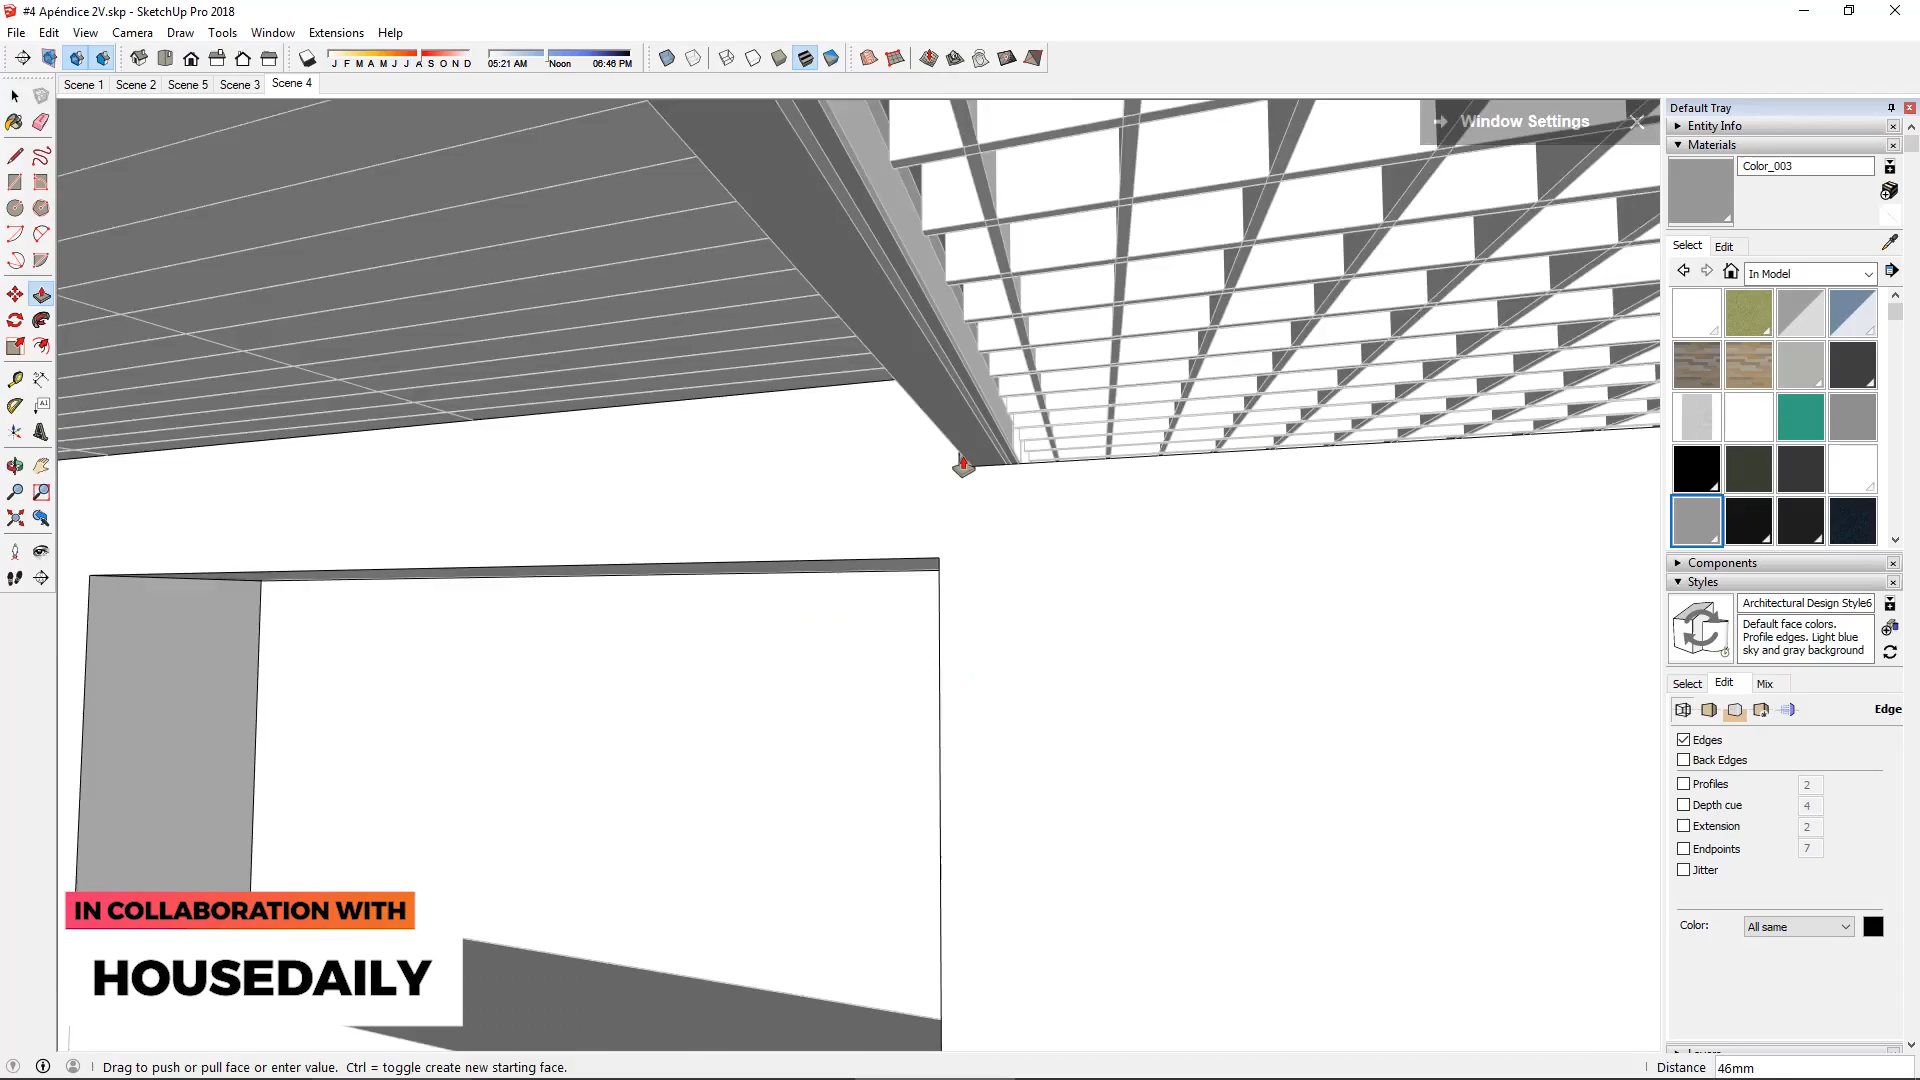 #4 Apéndice 2V.skp - SketchUp Pro 2018
File Edit View Camera Draw Tools Window Extensions Help
J F M A M J J A S O N D 05:21 AM Noon 06:46 PM
Scene 1 Scene 2 Scene 5 Scene 3 Scene 4
Default Tray
Window Settings
Entity Info
Materials
Color_003
Select Edit
In Model
Components
Styles
Architectural Design Style6
Default face colors.
Profile edges. Light blue
sky and gray background
Select Edit Mix
Edge
Edges
Back Edges
Profiles 2
Depth cue 4
Extension 2
Endpoints 7
Jitter
Color: All same
IN COLLABORATION WITH
HOUSEDAILY
Drag to push or pull face or enter value. Ctrl = toggle create new starting face.
Distance 46mm